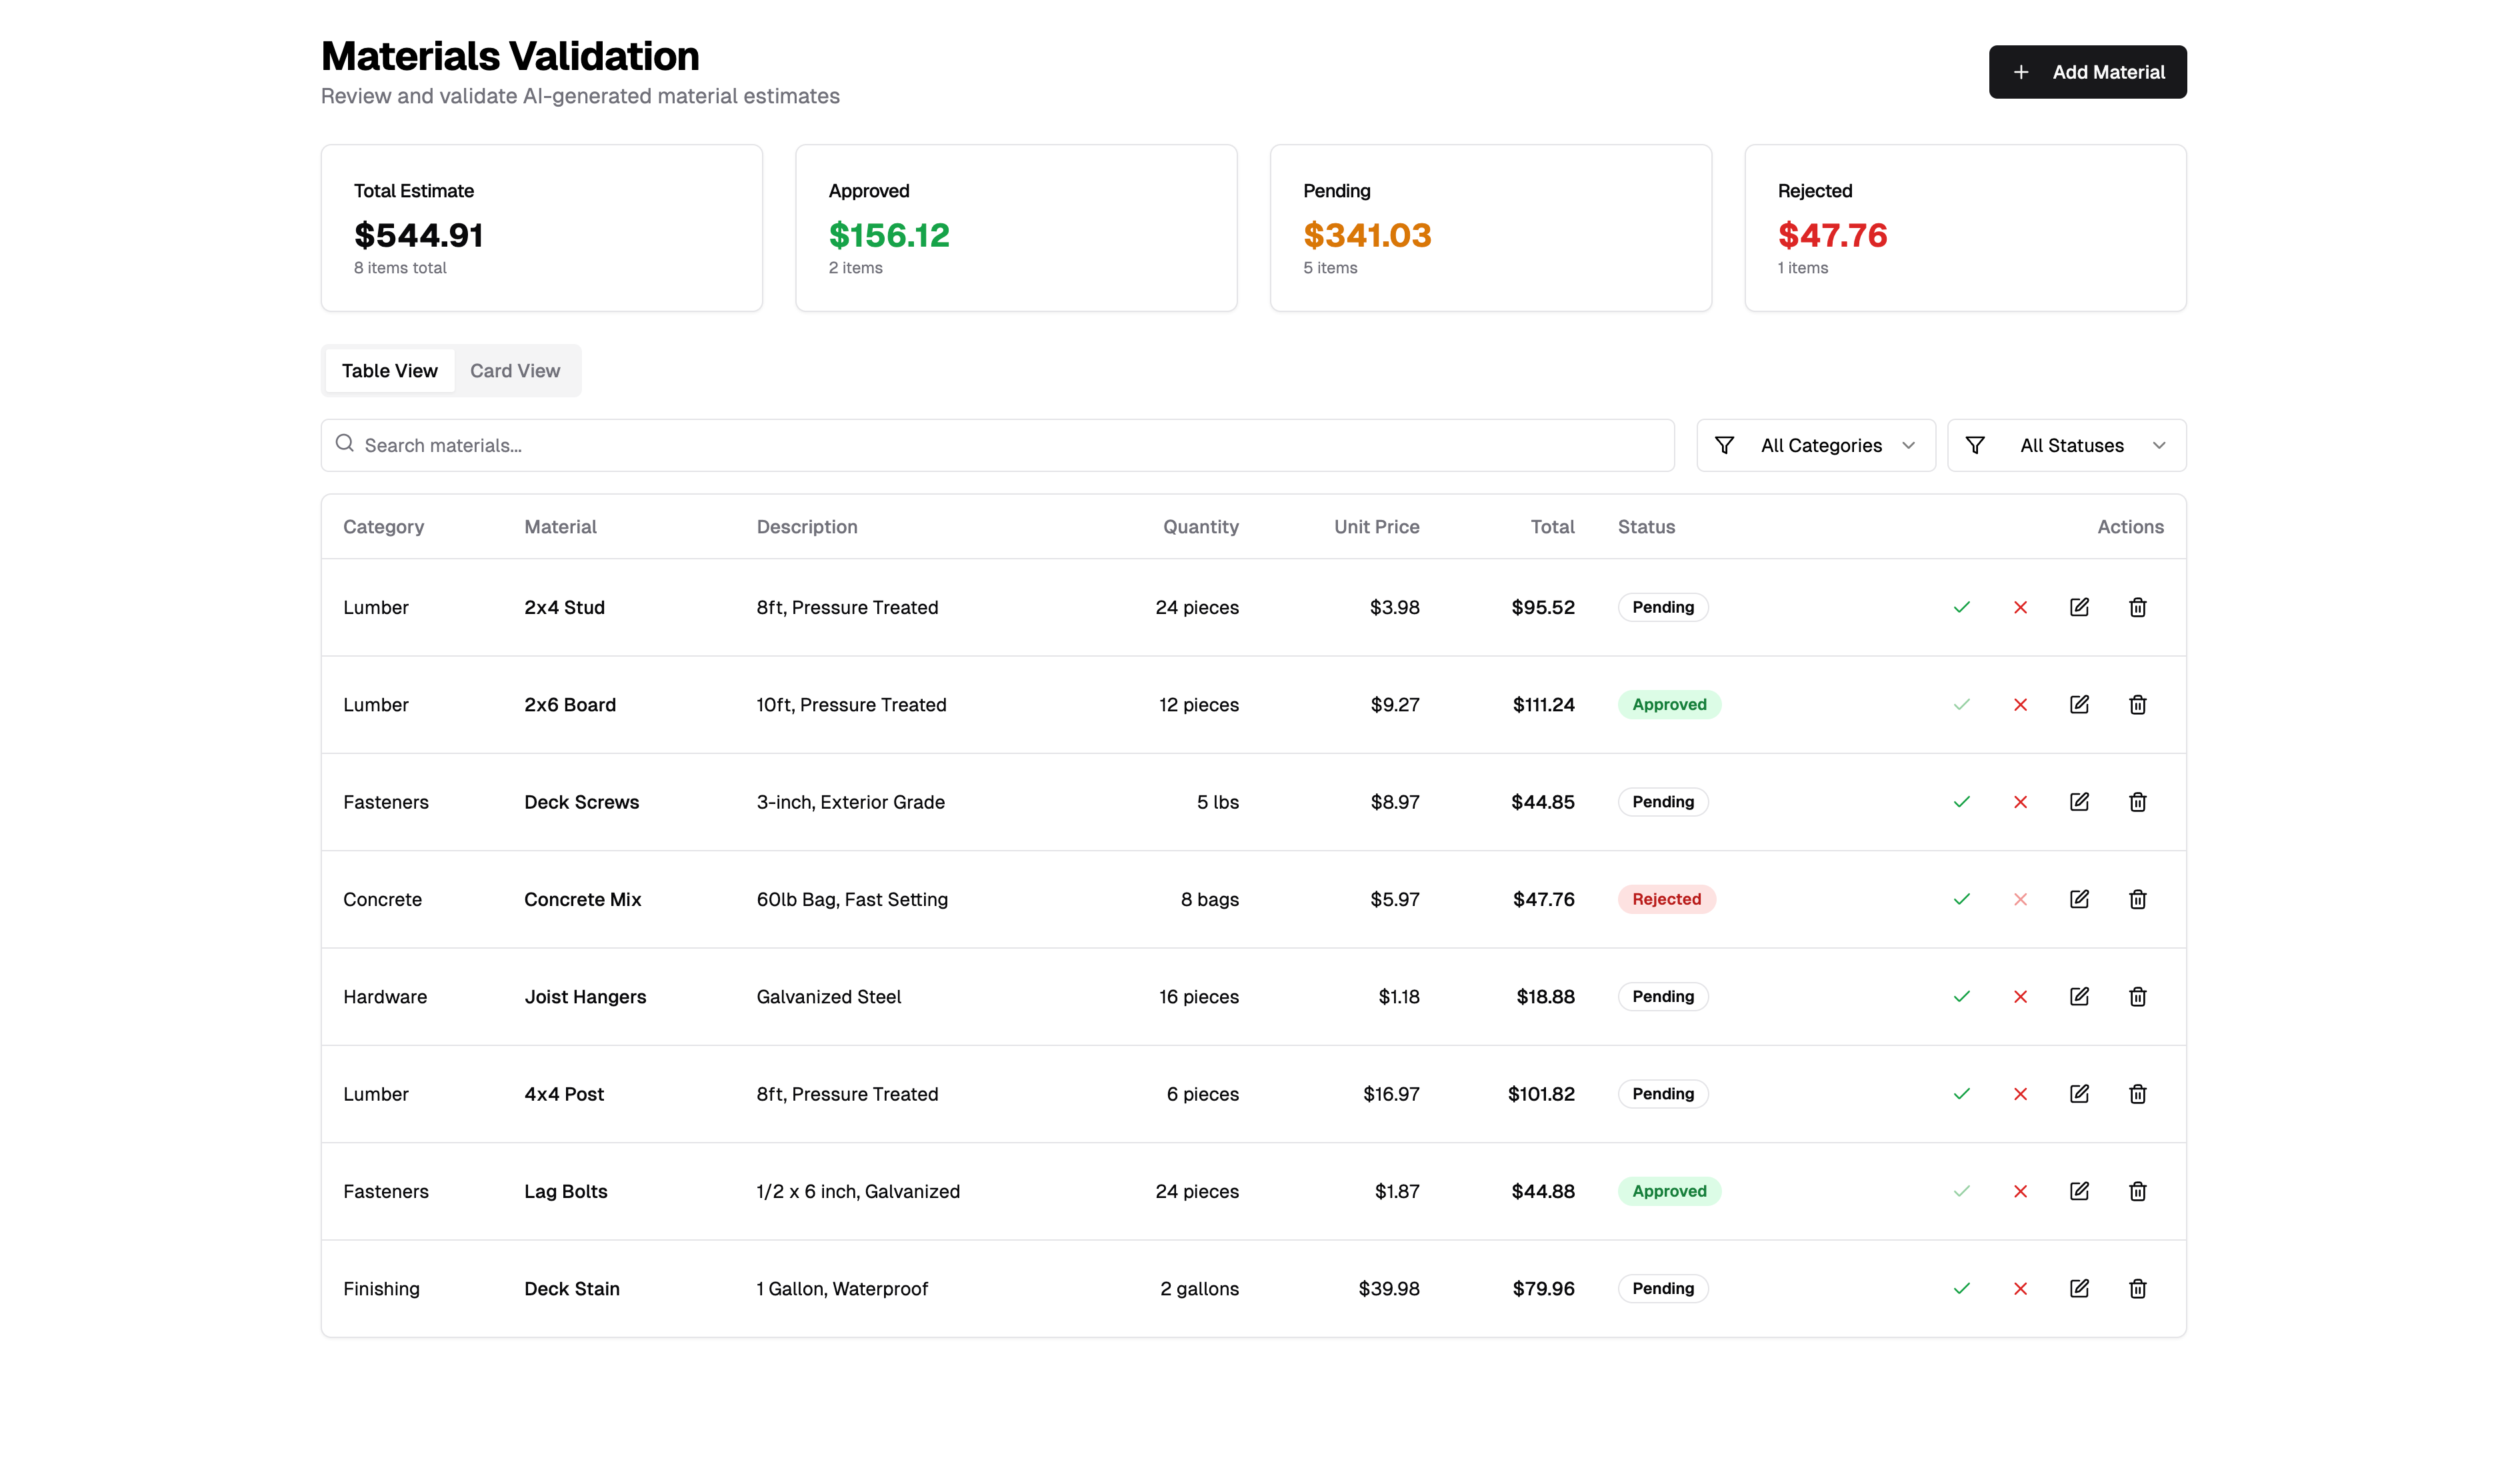 Materials Validation
Review and validate AI-generated material estimates
Add Material
Total Estimate
$544.91
8 items total
Approved
$156.12
2 items
Pending
$341.03
5 items
Rejected
$47.76
1 items
Table View Card View
Search materials...
All Categories
All Statuses
Category Material Description Quantity Unit Price Total Status Actions
Lumber 2x4 Stud 8ft, Pressure Treated 24 pieces $3.98 $95.52 Pending
Lumber 2x6 Board 10ft, Pressure Treated 12 pieces $9.27 $111.24 Approved
Fasteners Deck Screws 3-inch, Exterior Grade 5 lbs $8.97 $44.85 Pending
Concrete Concrete Mix 60lb Bag, Fast Setting 8 bags $5.97 $47.76 Rejected
Hardware Joist Hangers Galvanized Steel 16 pieces $1.18 $18.88 Pending
Lumber 4x4 Post 8ft, Pressure Treated 6 pieces $16.97 $101.82 Pending
Fasteners Lag Bolts 1/2 x 6 inch, Galvanized 24 pieces $1.87 $44.88 Approved
Finishing Deck Stain 1 Gallon, Waterproof 2 gallons $39.98 $79.96 Pending